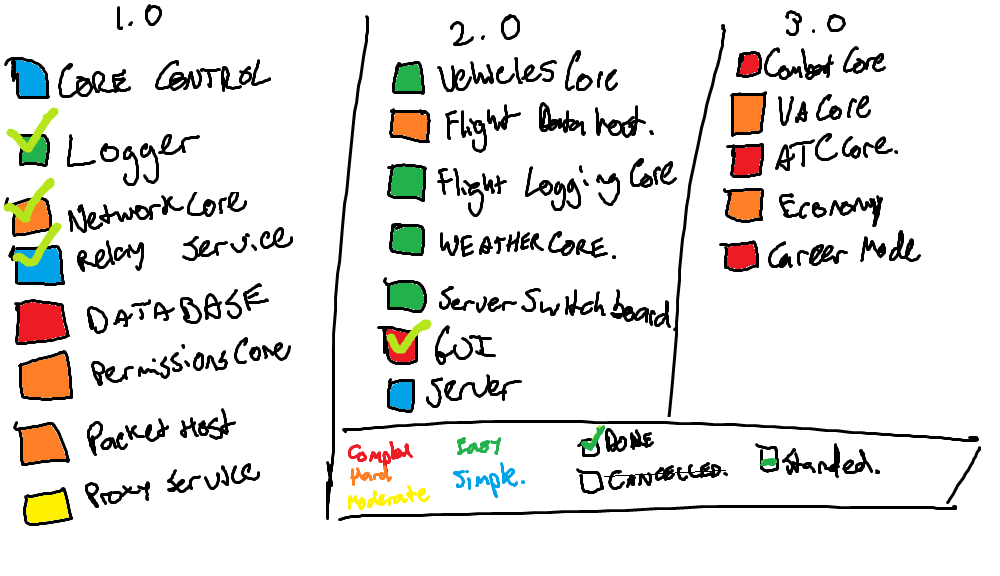 1.0
CORE CONTROL
Logger
Network Core
Relay Service
DATABASE
Permissions Core
Packet Host
Proxy Service
2.0
Vehicles Core
Flight Data host.
Flight Logging Core
WEATHER CORE.
Server Switchboard.
GUI
Server
3.0
Combat Core
VA Core
ATC Core.
Economy
Career Mode
Complex
Hard
Moderate
Easy
Simple.
DONE
CANCELLED.